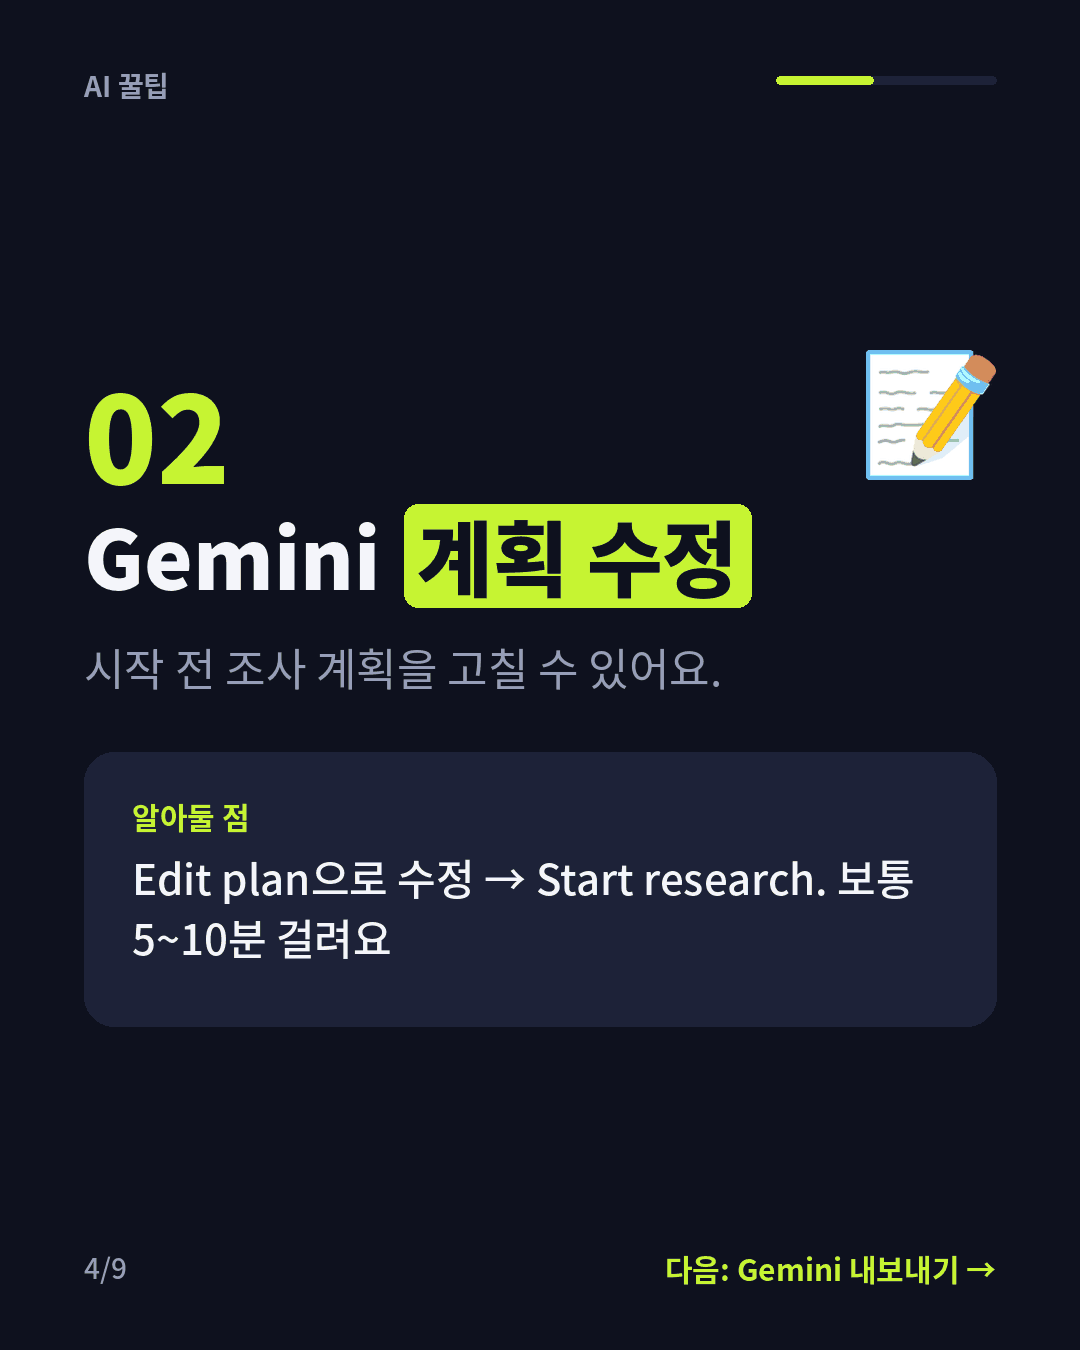 AI 꿀팁
02
Gemini 계획 수정
시작 전 조사 계획을 고칠 수 있어요.
알아둘 점
Edit plan으로 수정 → Start research. 보통
5~10분 걸려요
4/9
다음: Gemini 내보내기 →